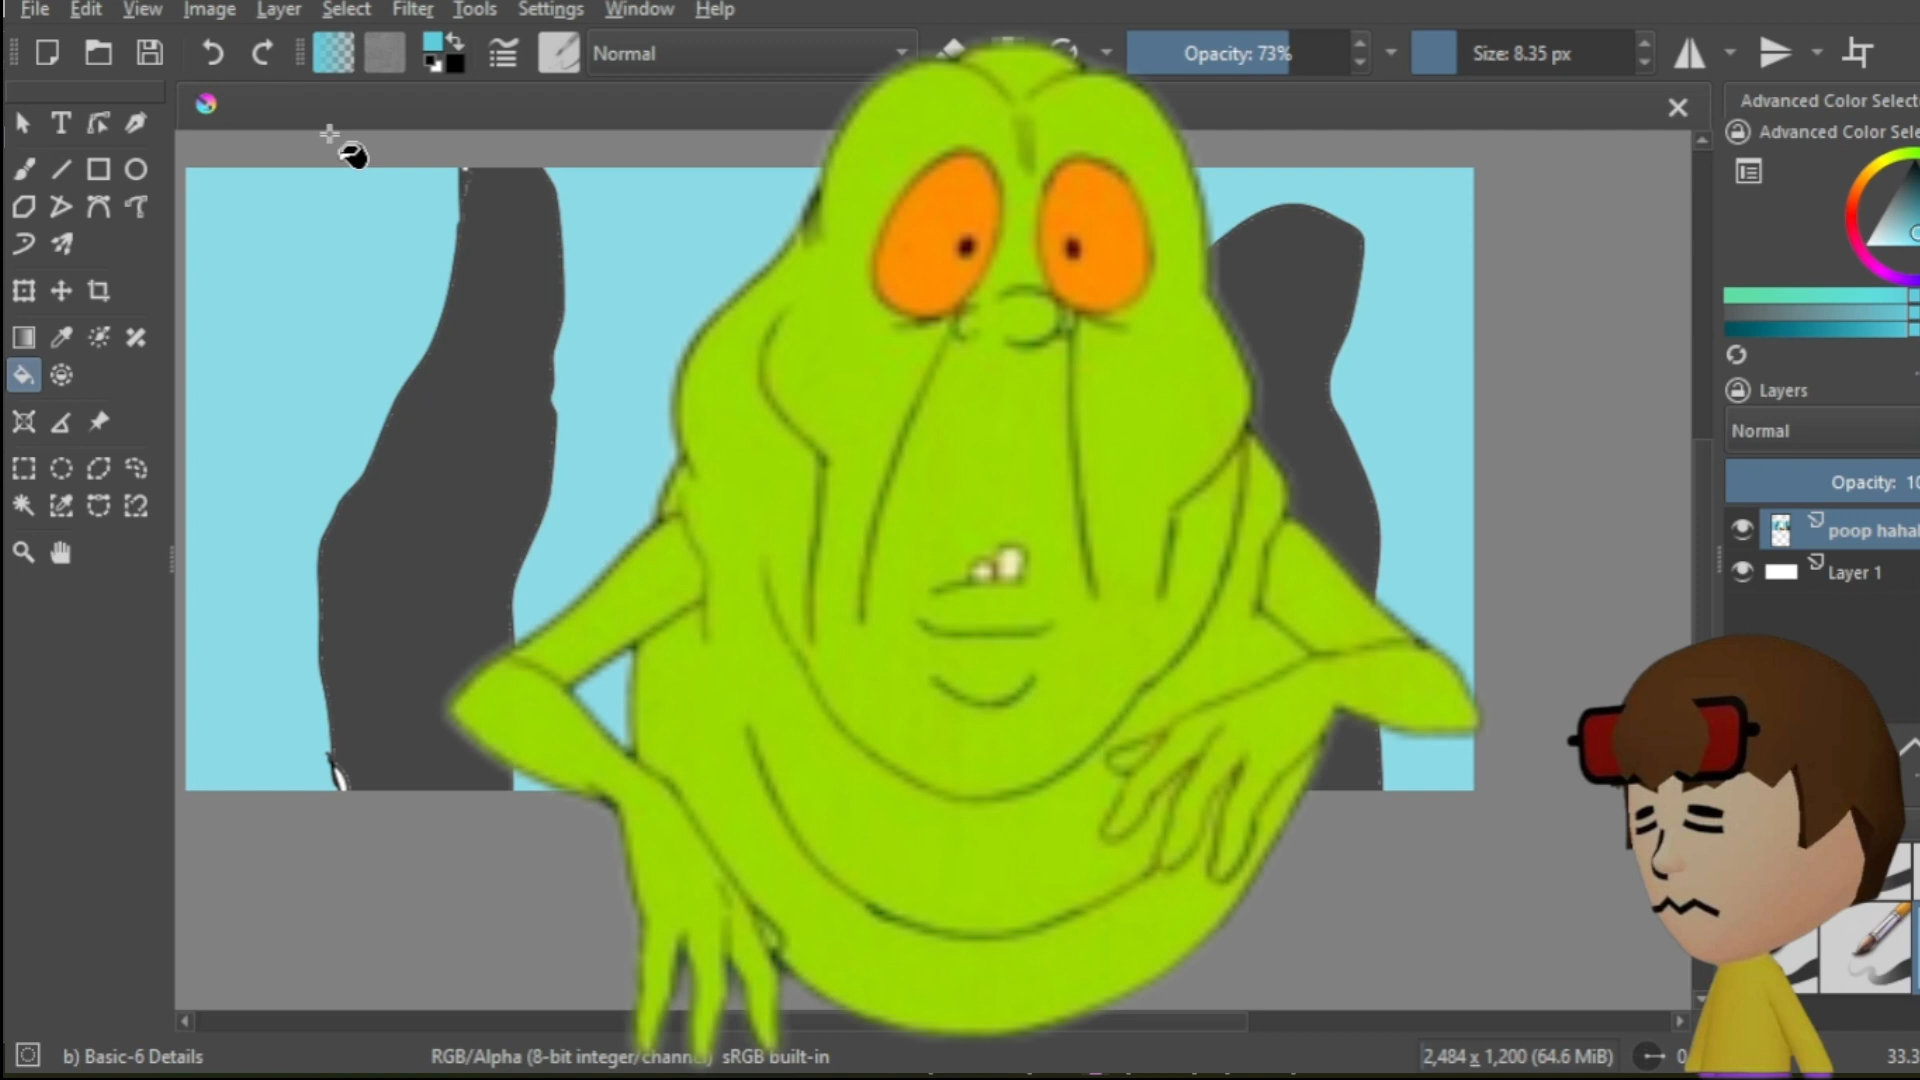 File Edit View Image Layer Select Filter Tools Settings Window Help
Normal
Opacity: 73%
Size: 8.35 px
Advanced Color Select
Advanced Color Sele
Layers
Normal
Opacity: 10
poop hahal
Layer 1
b) Basic-6 Details
RGB/Alpha (8-bit integer/channel) sRGB built-in
2,484 x 1,200 (64.6 MiB)
0
33.3